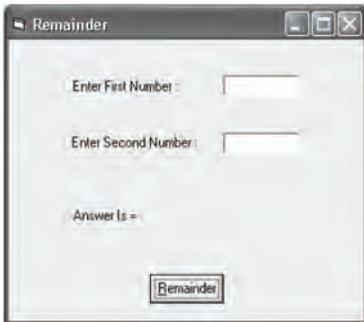 Remainder
Enter First Number :
Enter Second Number :
Answer Is =
Remainder